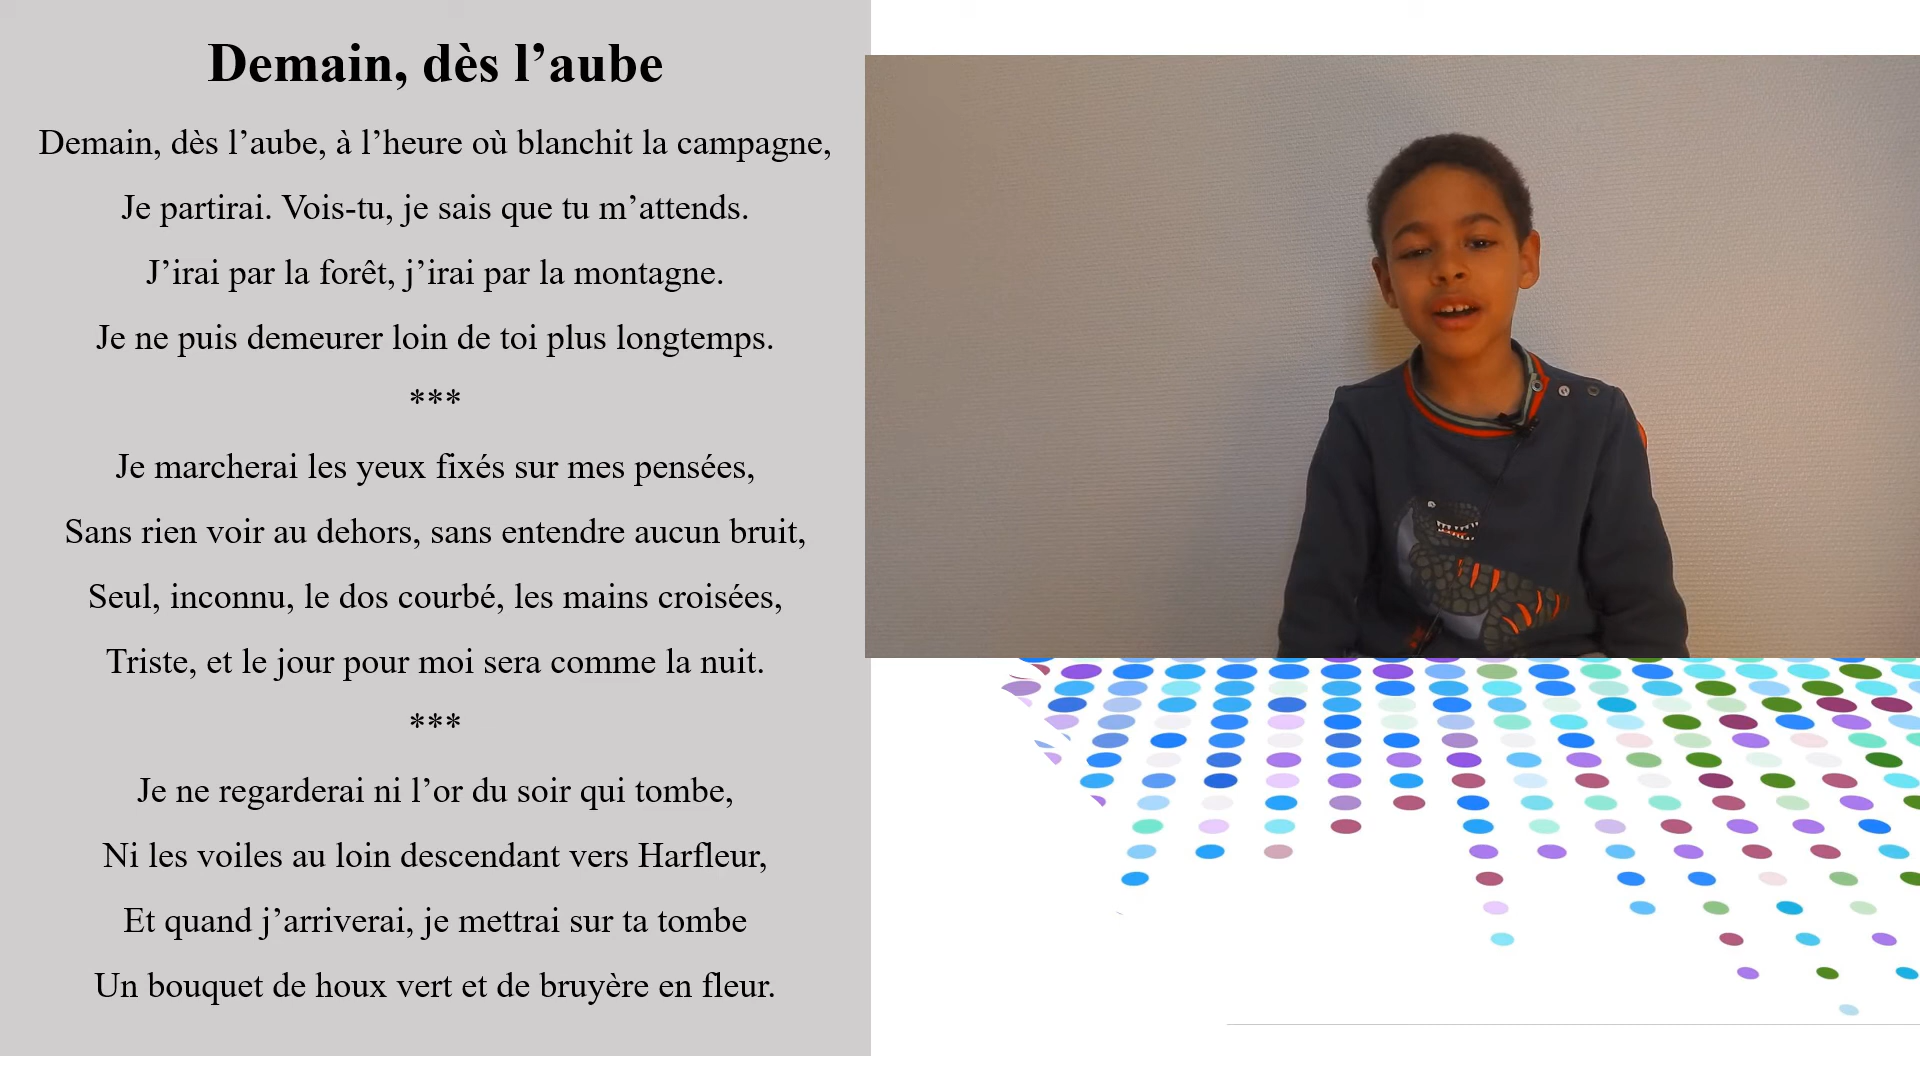 Demain, dès l’aube
Demain, dès l’aube, à l’heure où blanchit la campagne,
Je partirai. Vois-tu, je sais que tu m’attends.
J’irai par la forêt, j’irai par la montagne.
Je ne puis demeurer loin de toi plus longtemps.
***
Je marcherai les yeux fixés sur mes pensées,
Sans rien voir au dehors, sans entendre aucun bruit,
Seul, inconnu, le dos courbé, les mains croisées,
Triste, et le jour pour moi sera comme la nuit.
***
Je ne regarderai ni l’or du soir qui tombe,
Ni les voiles au loin descendant vers Harfleur,
Et quand j’arriverai, je mettrai sur ta tombe
Un bouquet de houx vert et de bruyère en fleur.